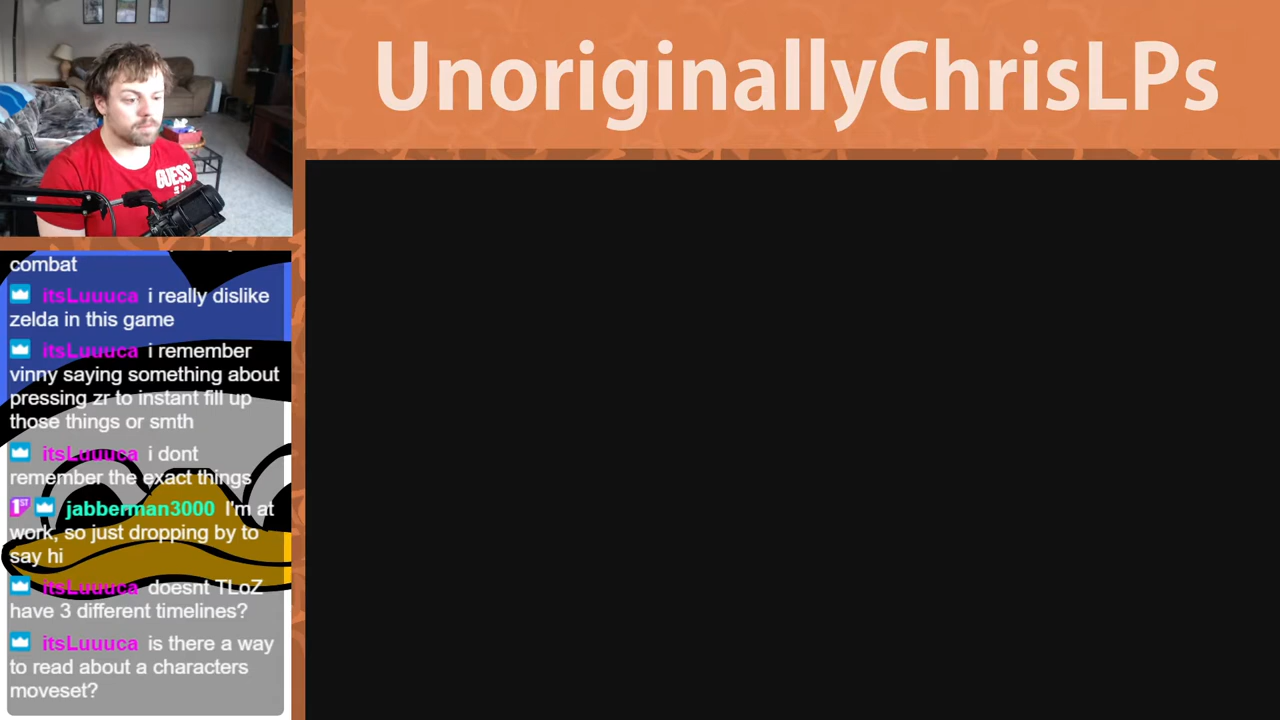 UnoriginallyChrisLPs
GUESS
combat
itsLuuuca i really dislike
zelda in this game
itsLuuuca i remember
vinny saying something about
pressing zr to instant fill up
those things or smth
itsLuuuca i dont
remember the exact things
1ST jabberman3000 I'm at
work, so just dropping by to
say hi
itsLuuuca doesnt TLoZ
have 3 different timelines?
itsLuuuca is there a way
to read about a characters
moveset?